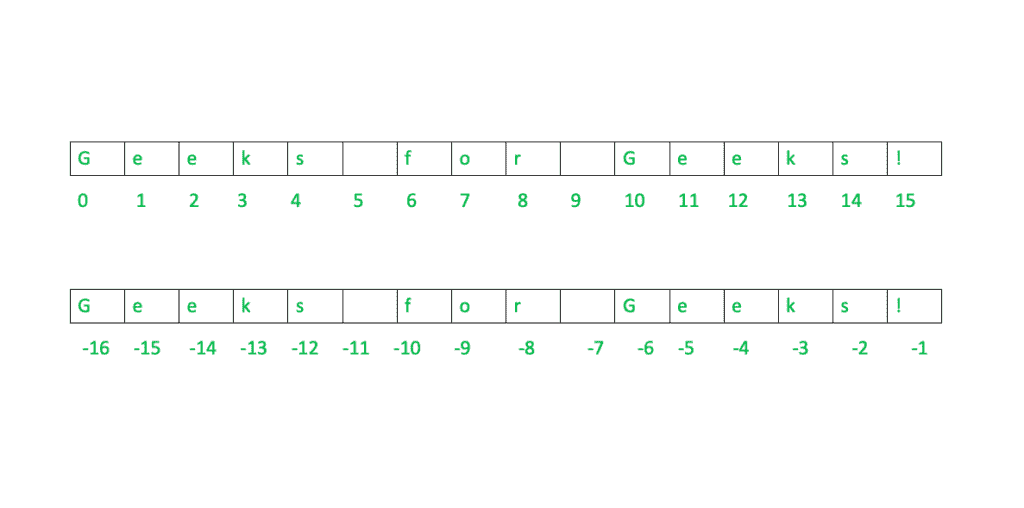 G e e k s f o r G e e k s !
0 1 2 3 4 5 6 7 8 9 10 11 12 13 14 15
G e e k s f o r G e e k s !
-16 -15 -14 -13 -12 -11 -10 -9 -8 -7 -6 -5 -4 -3 -2 -1